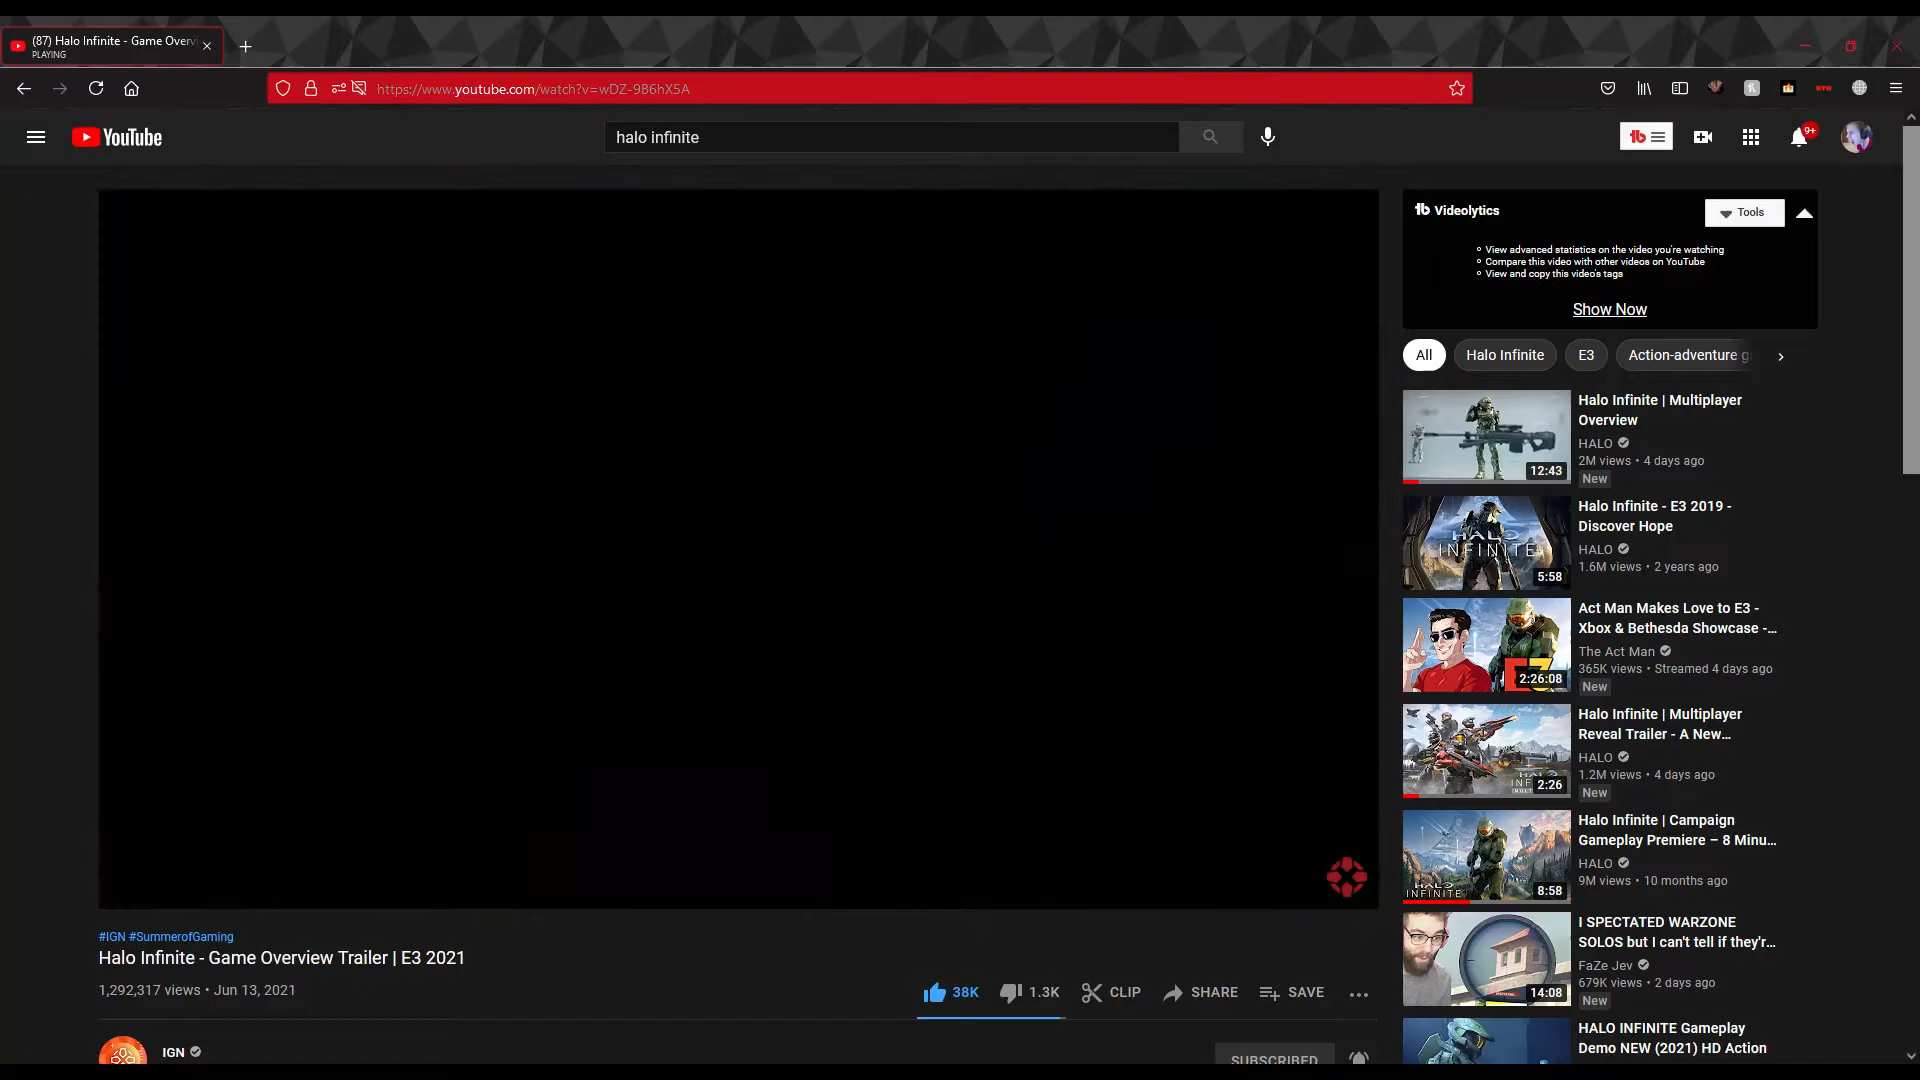 (87) Halo Infinite - Game Overvi
PLAYING
https://www.youtube.com/watch?v=wDZ-9B6hX5A
YouTube
halo infinite
9+
Videolytics
Tools
View advanced statistics on the video you're watching
Compare this video with other videos on YouTube
View and copy this video's tags
Show Now
All
Halo Infinite
E3
Action-adventure g
Halo Infinite | Multiplayer
Overview
HALO
2M views • 4 days ago
New
12:43
Halo Infinite - E3 2019 -
Discover Hope
HALO
1.6M views • 2 years ago
HALO
INFINITE
5:58
Act Man Makes Love to E3 -
Xbox & Bethesda Showcase -...
The Act Man
365K views • Streamed 4 days ago
New
E3
2:26:08
Halo Infinite | Multiplayer
Reveal Trailer - A New...
HALO
1.2M views • 4 days ago
New
2:26
Halo Infinite | Campaign
Gameplay Premiere – 8 Minu...
HALO
9M views • 10 months ago
HALO
INFINITE
8:58
I SPECTATED WARZONE
SOLOS but I can't tell if they'r...
FaZe Jev
679K views • 2 days ago
New
14:08
HALO INFINITE Gameplay
Demo NEW (2021) HD Action
#IGN #SummerofGaming
Halo Infinite - Game Overview Trailer | E3 2021
1,292,317 views • Jun 13, 2021
38K
1.3K
CLIP
SHARE
SAVE
IGN
SUBSCRIBED